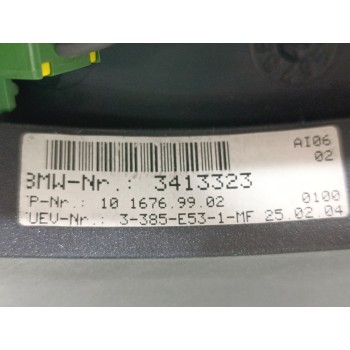 AI06
02
BMW-Nr.: 3413323
P-Nr.: 10 1676.99.02 0100
UEV-Nr.: 3-385-E53-1-MF 25.02.04